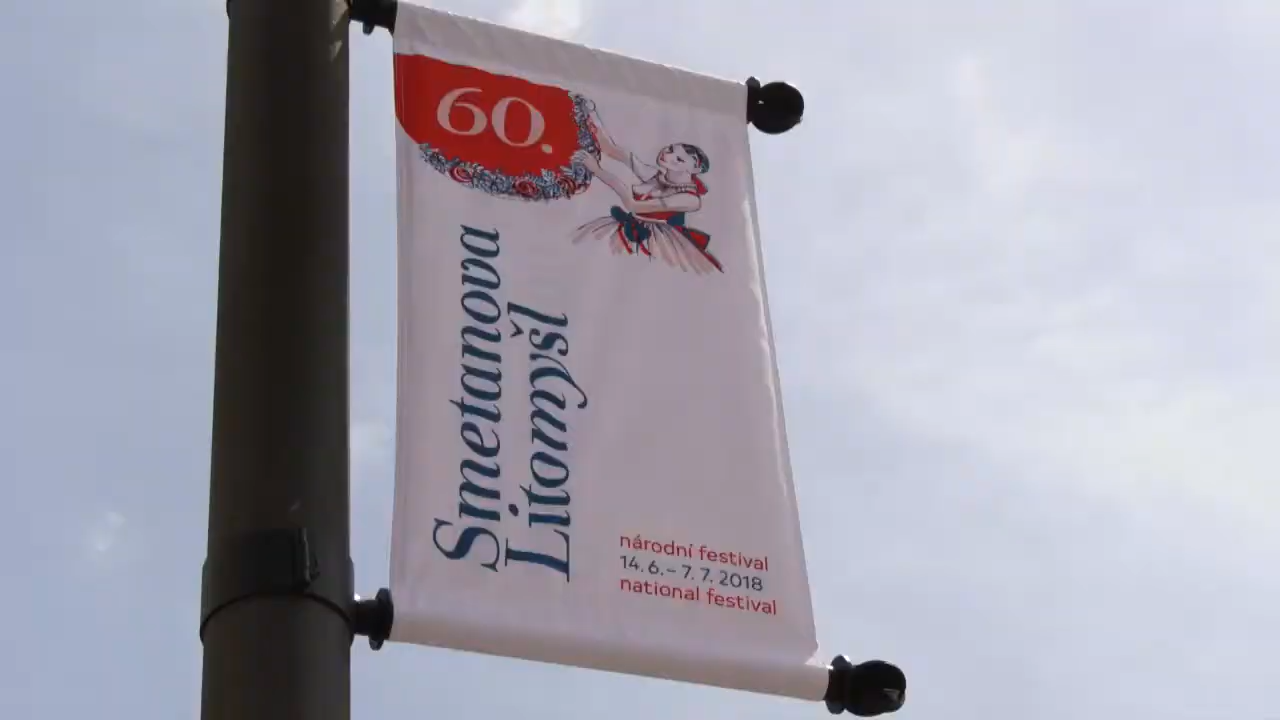 60.
Smetanova
Litomyšl
národní festival
14. 6. – 7. 7. 2018
national festival